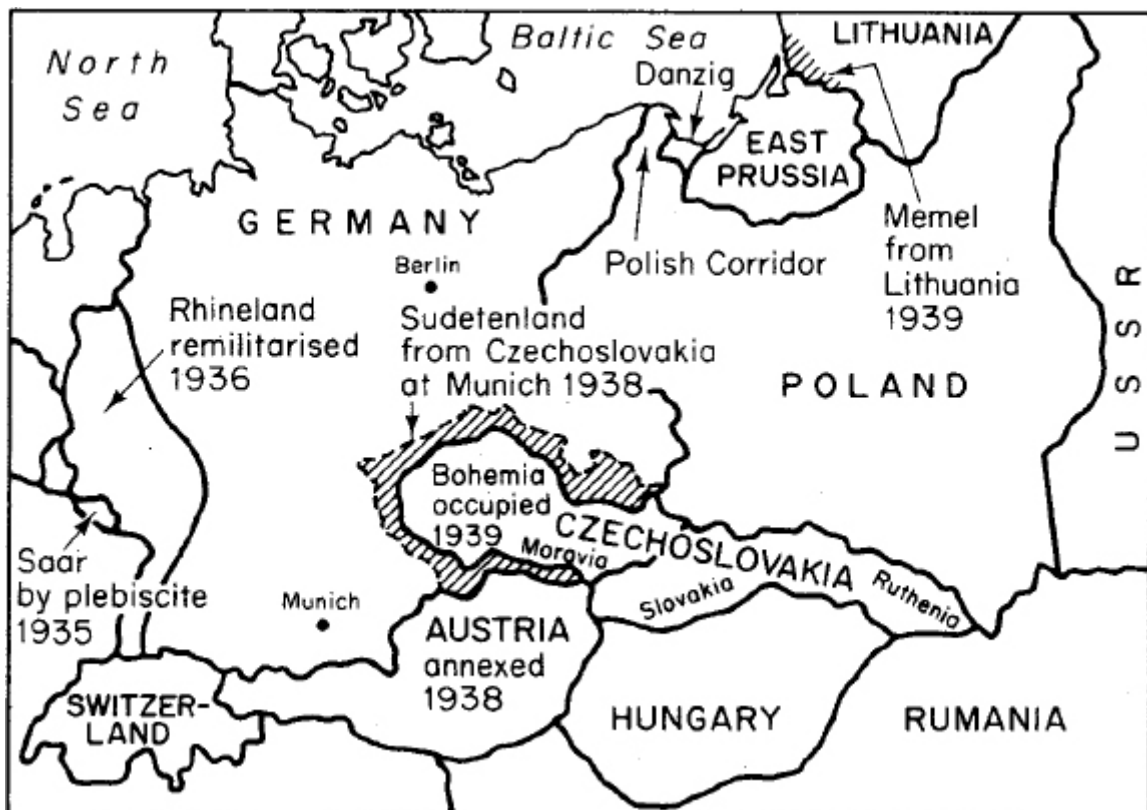 North
Sea
Baltic Sea
Danzig
LITHUANIA
EAST
PRUSSIA
GERMANY
Berlin
Polish Corridor
Memel
from
Lithuania
1939
USSR
Rhineland
remilitarised
1936
Sudetenland
from Czechoslovakia
at Munich 1938
POLAND
Bohemia
occupied
1939
Moravia
CZECHOSLOVAKIA
Slovakia
Ruthenia
Saar
by plebiscite
1935
Munich
AUSTRIA
annexed
1938
SWITZER-
LAND
HUNGARY
RUMANIA